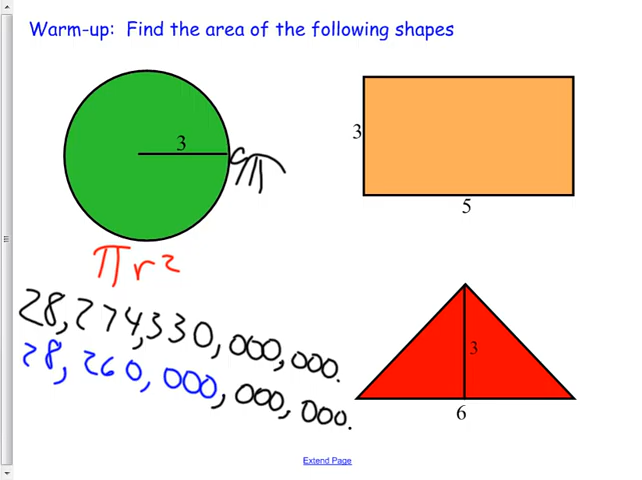 Warm-up: Find the area of the following shapes
3
9π
πr²
3
5
28,274,330,000,000.
28,260,000,000,000.
3
6
Extend Page